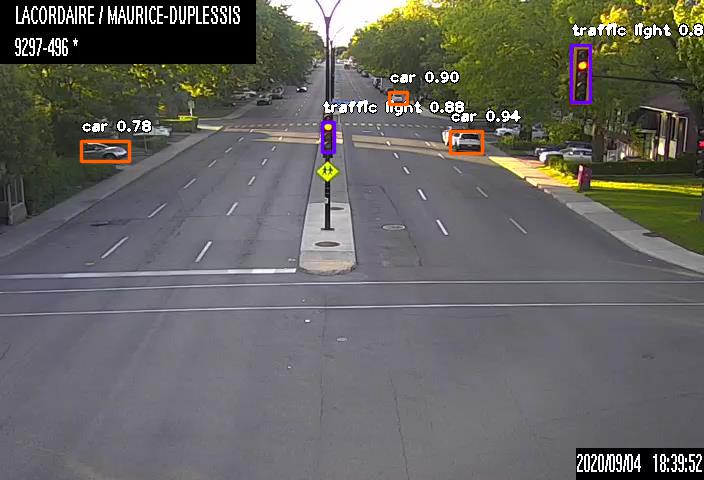 LACORDAIRE / MAURICE-DUPLESSIS
9297-496 *
traffic light 0.8
car 0.90
traffic light 0.88
car 0.94
car 0.78
2020/09/04 18:39:52